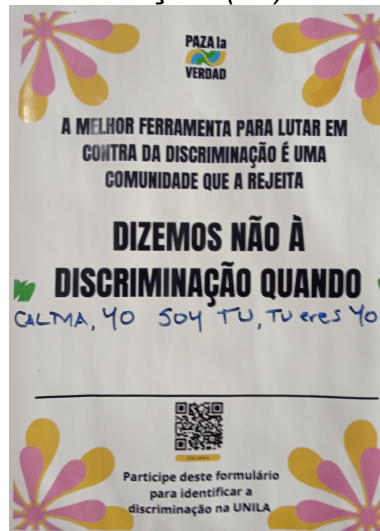 PAZA la
VERDAD
A MELHOR FERRAMENTA PARA LUTAR EM
CONTRA DA DISCRIMINAÇÃO É UMA
COMUNIDADE QUE A REJEITA
DIZEMOS NÃO À
DISCRIMINAÇÃO QUANDO
CALMA, YO SOY TU, TU eres YO
Participe deste formulário
para identificar a
discriminação na UNILA